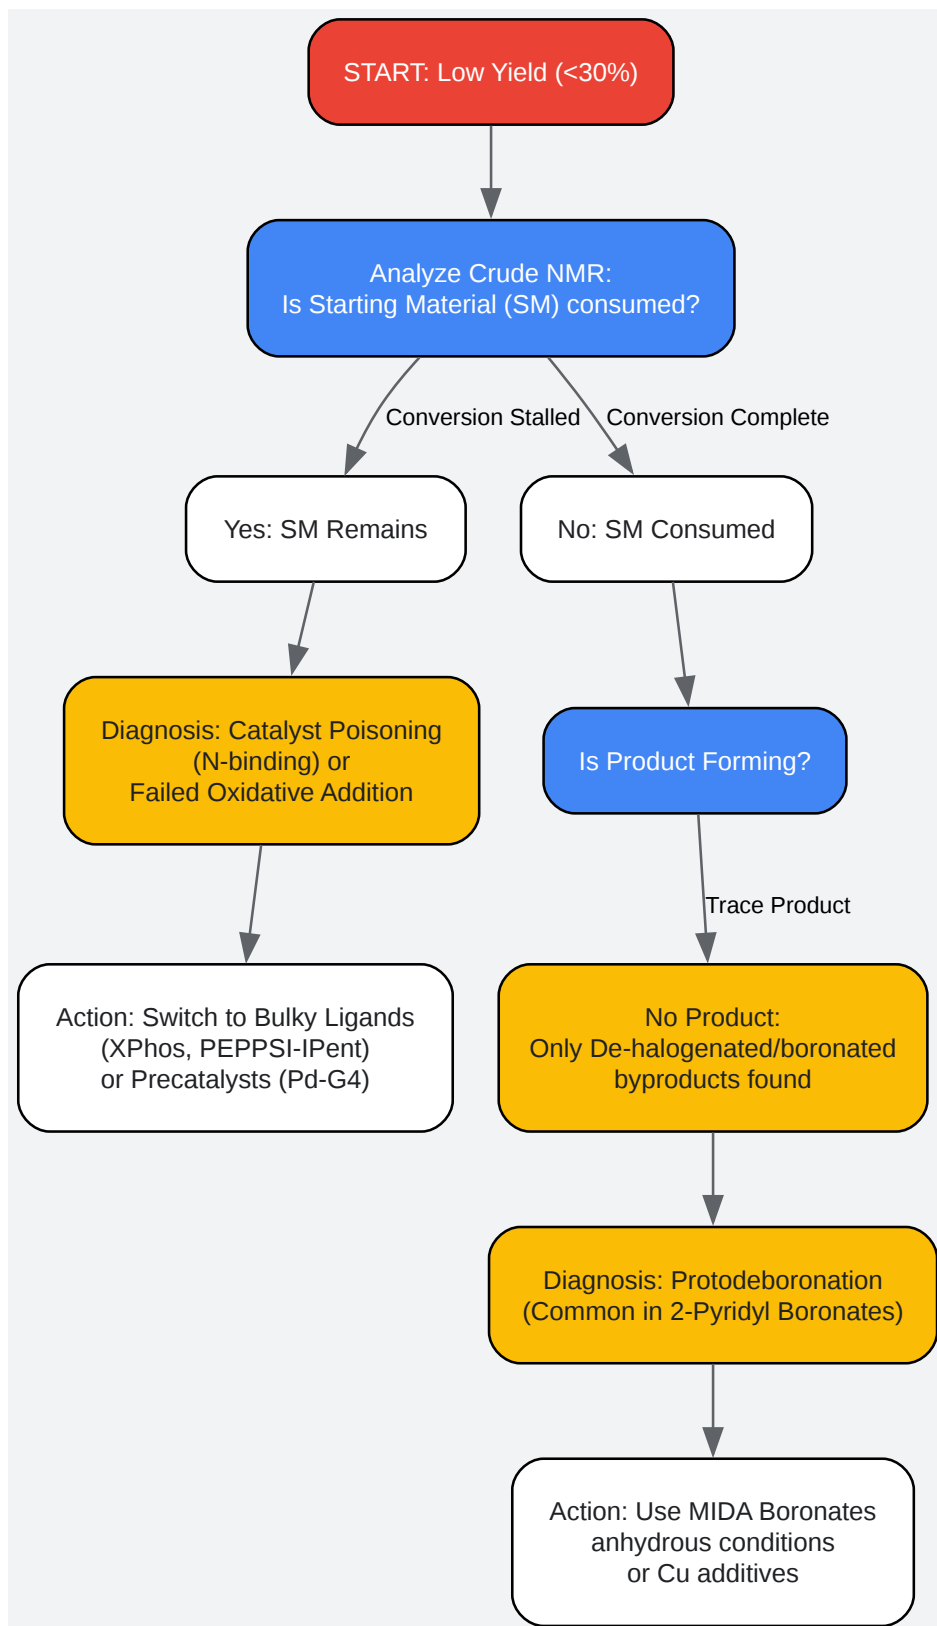 START: Low Yield (<30%)
Analyze Crude NMR:
Is Starting Material (SM) consumed?
Conversion Stalled
Conversion Complete
Yes: SM Remains
No: SM Consumed
Diagnosis: Catalyst Poisoning
(N-binding) or
Failed Oxidative Addition
Is Product Forming?
Trace Product
Action: Switch to Bulky Ligands
(XPhos, PEPPSI-IPent)
or Precatalysts (Pd-G4)
No Product:
Only De-halogenated/boronated
byproducts found
Diagnosis: Protodeboronation
(Common in 2-Pyridyl Boronates)
Action: Use MIDA Boronates
anhydrous conditions
or Cu additives